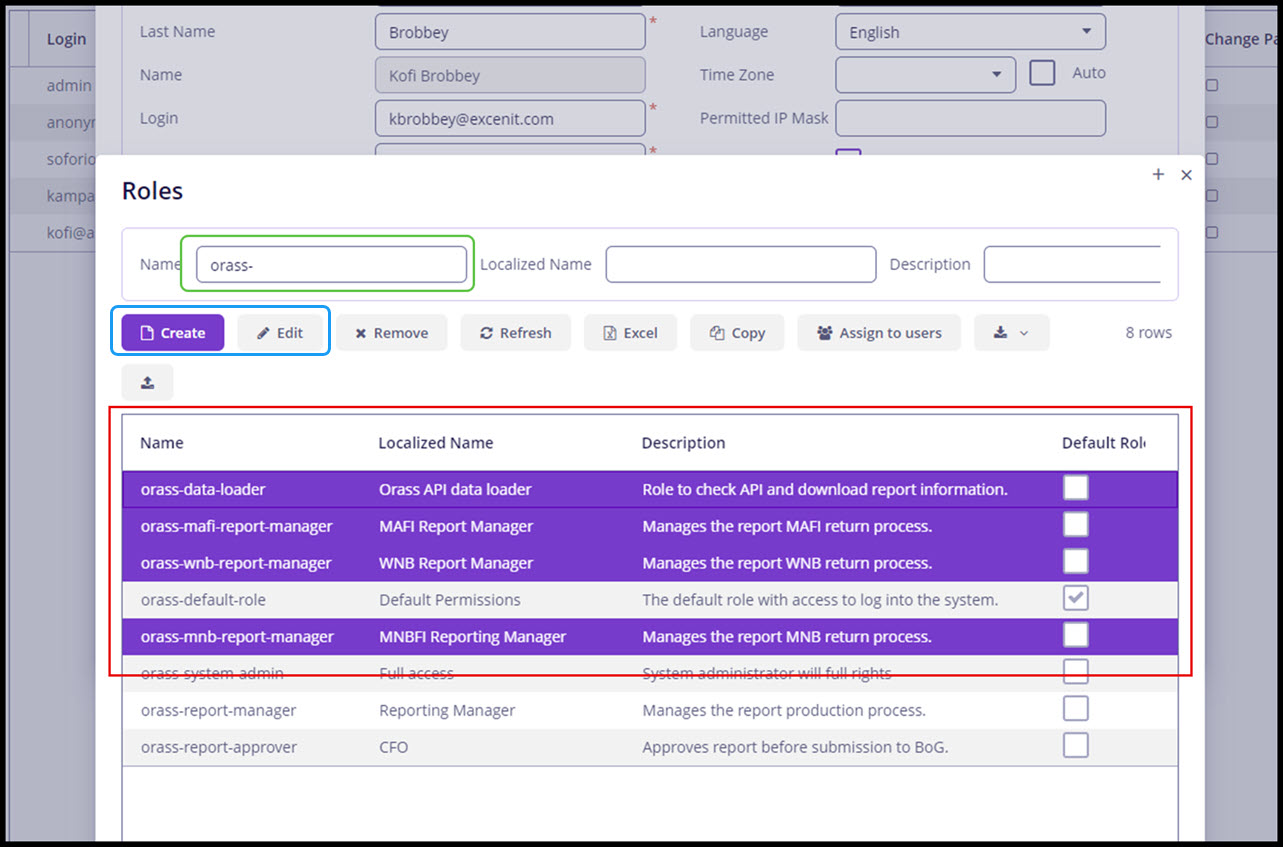 Last Name Brobbey * Language English
Login Change Pa
Name Kofi Brobbey Time Zone Auto
admin
Login kbrobbey@excenit.com * Permitted IP Mask
anonyr
*
soforio
Roles
kampa
kofi@a
Name orass- Localized Name Description
Create Edit Remove Refresh Excel Copy Assign to users 8 rows
Name Localized Name Description Default Role
orass-data-loader Orass API data loader Role to check API and download report information.
orass-mafi-report-manager MAFI Report Manager Manages the report MAFI return process.
orass-wnb-report-manager WNB Report Manager Manages the report WNB return process.
orass-default-role Default Permissions The default role with access to log into the system.
orass-mnb-report-manager MNBFI Reporting Manager Manages the report MNB return process.
orass-system-admin Full access System administrator will full rights
orass-report-manager Reporting Manager Manages the report production process.
orass-report-approver CFO Approves report before submission to BoG.